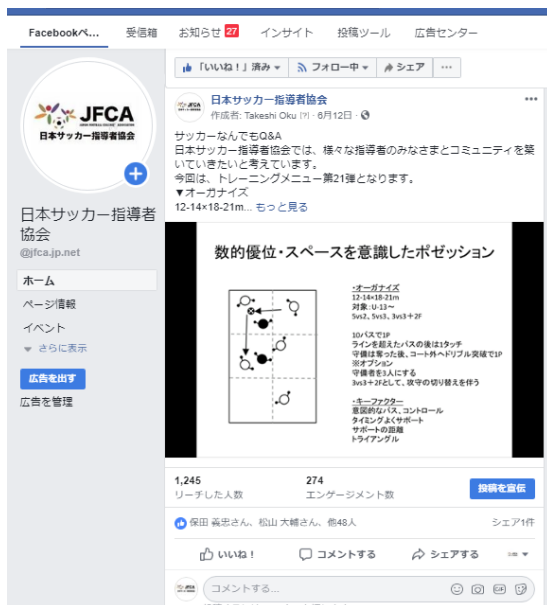 Facebookペ...
受信箱
お知らせ 27
インサイト
投稿ツール
広告センター
「いいね！」済み
フォロー中
シェア
JFCA
日本サッカー指導者協会
日本サッカー指導者
協会
@jfca.jp.net
ホーム
ページ情報
イベント
さらに表示
広告を出す
広告を管理
日本サッカー指導者協会
作成者: Takeshi Oku [?] · 6月12日 ·
サッカーなんでもQ&A
日本サッカー指導者協会では、様々な指導者のみなさまとコミュニティを築
いていきたいと考えています。
今回は、トレーニングメニュー第21弾となります。
▼オーガナイズ
12-14×18-21m... もっと見る
数的優位・スペースを意識したポゼッション
・オーガナイズ
12-14×18-21m
対象：U-13～
5vs2、5vs3、3vs3＋2F
10パスで1P
ラインを超えたパスの後は1タッチ
守備は奪った後、コート外へドリブル突破で1P
※オプション
守備者を3人にする
3vs3＋2Fとして、攻守の切り替えを伴う
・キーファクター
意図的なパス、コントロール
タイミングよくサポート
サポートの距離
トライアングル
1,245
リーチした人数
274
エンゲージメント数
投稿を宣伝
保田 義忠さん、松山 大輔さん、他48人
シェア1件
いいね！
コメントする
シェアする
コメントする...
GIF